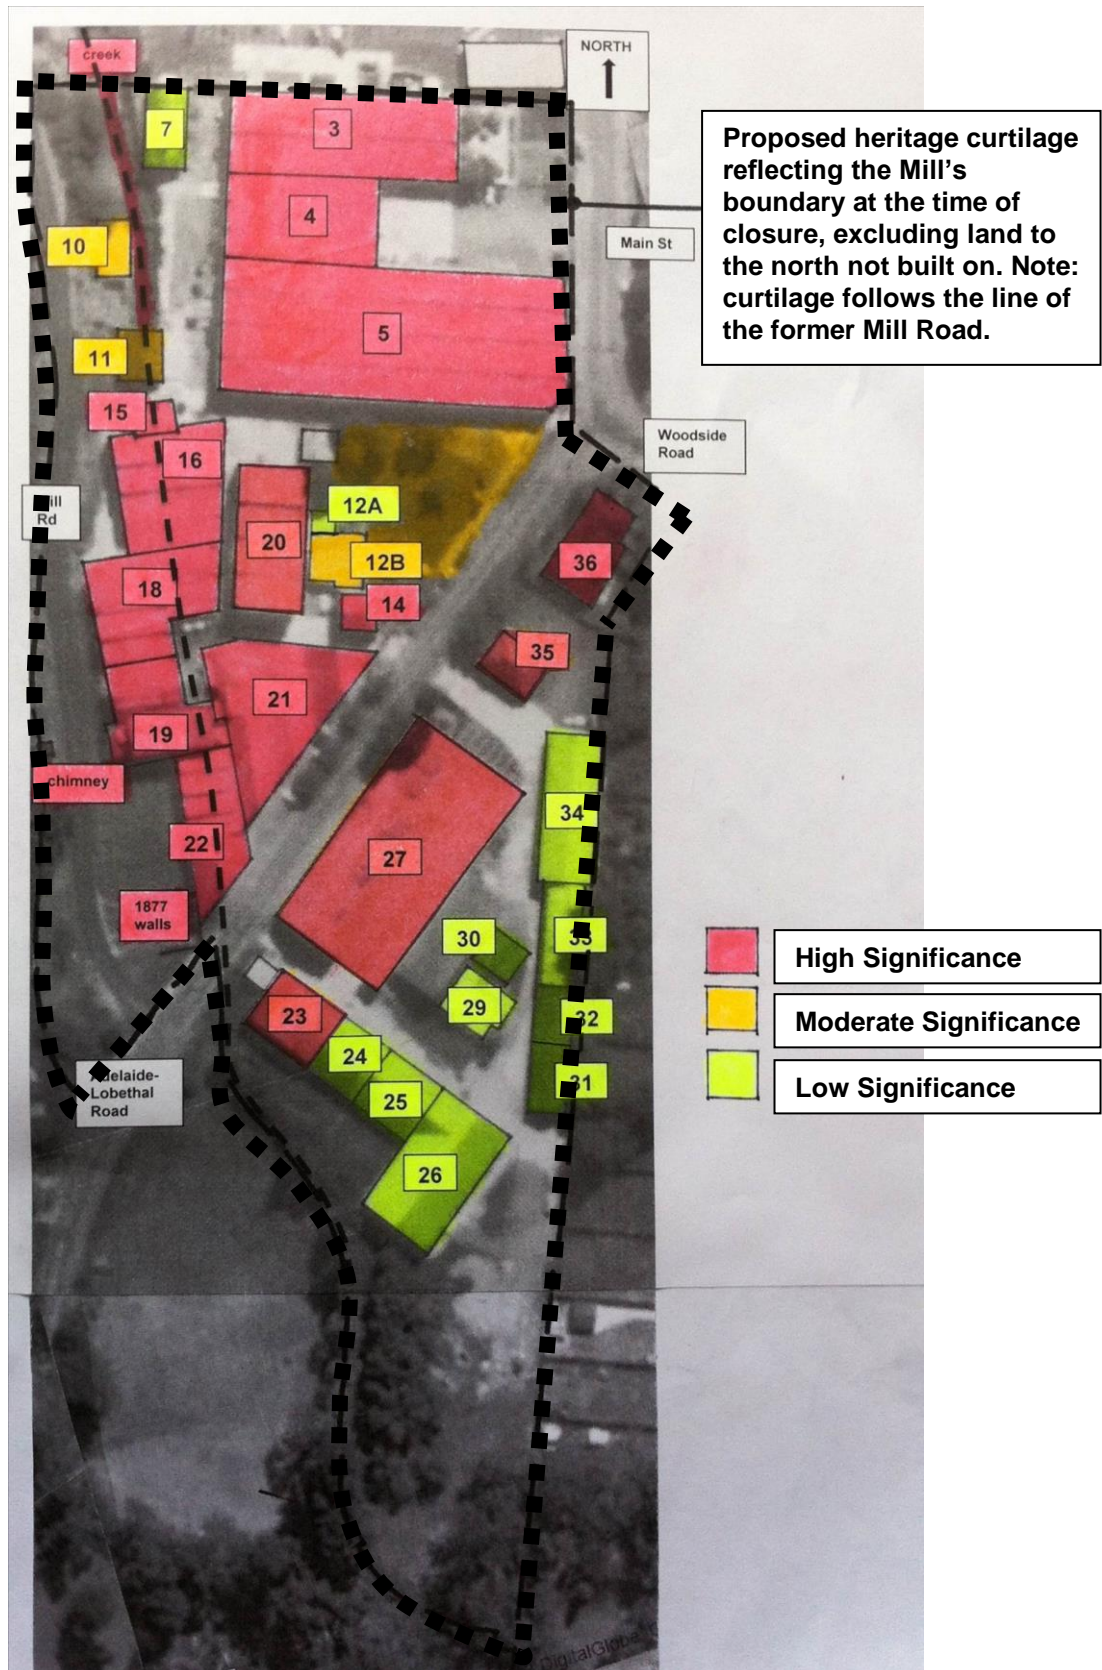 creek
NORTH
7
3
Proposed heritage curtilage
reflecting the Mill's
boundary at the time of
closure, excluding land to
the north not built on. Note:
curtilage follows the line of
the former Mill Road.
4
10
Main St
5
11
15
16
Woodside
Road
Rd
12A
20
12B
36
18
14
35
21
19
chimney
34
22
27
1877
walls
30
33
High Significance
29
23
32
Moderate Significance
24
Adelaide-
Lobethal
Road
31
Low Significance
25
26
DigitalGlobe